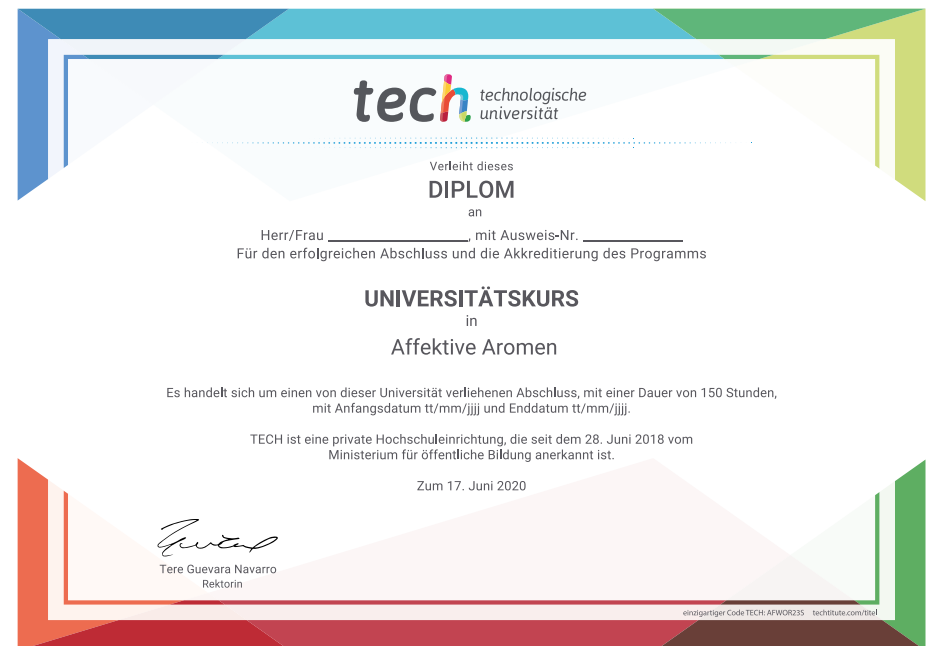 tech technologische
universität
Verleiht dieses
DIPLOM
an
Herr/Frau ____________, mit Ausweis-Nr. ____________
Für den erfolgreichen Abschluss und die Akkreditierung des Programms
UNIVERSITÄTSKURS
in
Affektive Aromen
Es handelt sich um einen von dieser Universität verliehenen Abschluss, mit einer Dauer von 150 Stunden,
mit Anfangsdatum tt/mm/jjjj und Enddatum tt/mm/jjjj.
TECH ist eine private Hochschuleinrichtung, die seit dem 28. Juni 2018 vom
Ministerium für öffentliche Bildung anerkannt ist.
Zum 17. Juni 2020
Tere Guevara Navarro
Rektorin
einzigartiger Code TECH: AFWOR235 techtitute.com/titel